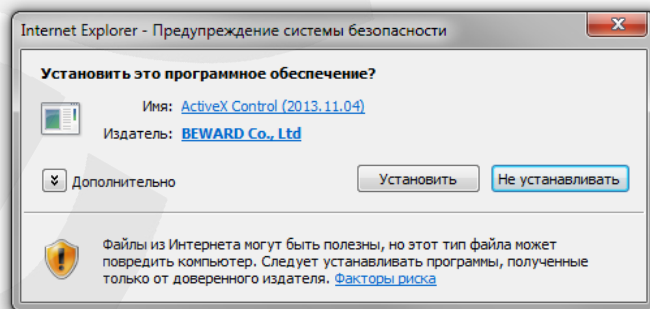 Internet Explorer - Предупреждение системы безопасности
Установить это программное обеспечение?
Имя: ActiveX Control (2013.11.04)
Издатель: BEWARD Co., Ltd
Дополнительно
Установить
Не устанавливать
Файлы из Интернета могут быть полезны, но этот тип файла может
повредить компьютер. Следует устанавливать программы, полученные
только от доверенного издателя. Факторы риска